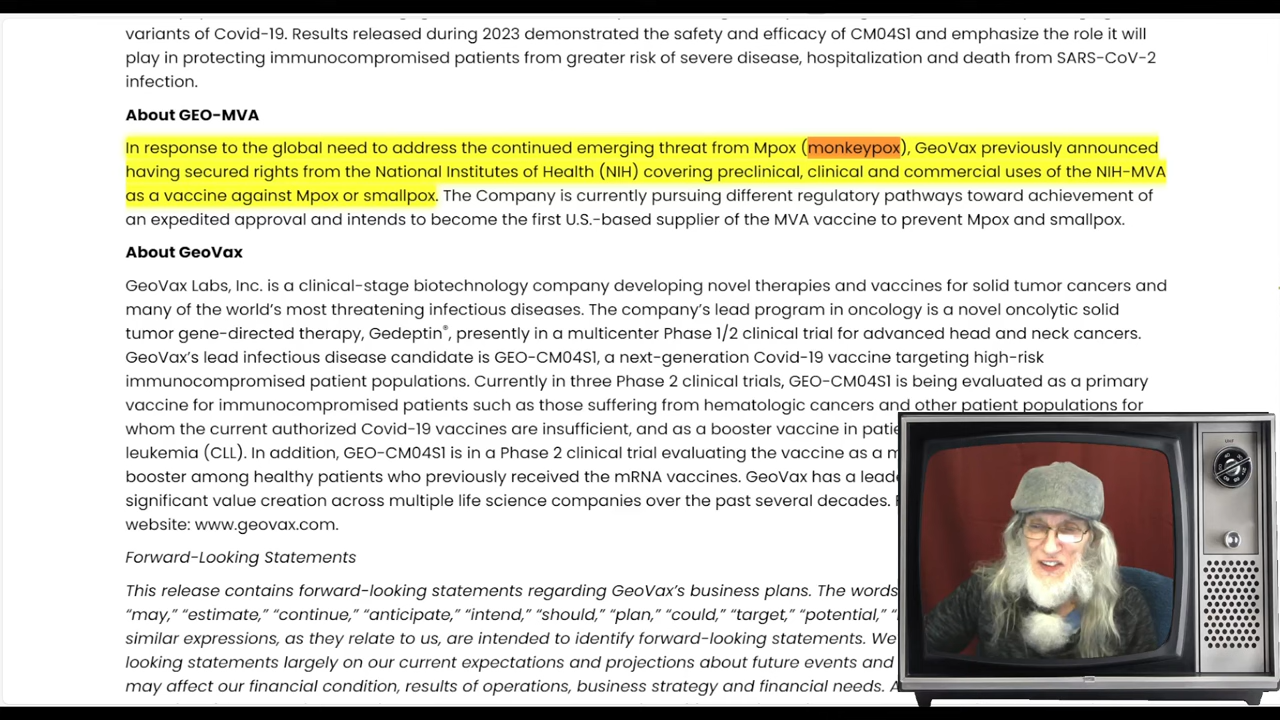 variants of Covid-19. Results released during 2023 demonstrated the safety and efficacy of CM04S1 and emphasize the role it will
play in protecting immunocompromised patients from greater risk of severe disease, hospitalization and death from SARS-CoV-2
infection.
About GEO-MVA
In response to the global need to address the continued emerging threat from Mpox (monkeypox), GeoVax previously announced
having secured rights from the National Institutes of Health (NIH) covering preclinical, clinical and commercial uses of the NIH-MVA
as a vaccine against Mpox or smallpox. The Company is currently pursuing different regulatory pathways toward achievement of
an expedited approval and intends to become the first U.S.-based supplier of the MVA vaccine to prevent Mpox and smallpox.
About GeoVax
GeoVax Labs, Inc. is a clinical-stage biotechnology company developing novel therapies and vaccines for solid tumor cancers and
many of the world's most threatening infectious diseases. The company's lead program in oncology is a novel oncolytic solid
tumor gene-directed therapy, Gedeptin®, presently in a multicenter Phase 1/2 clinical trial for advanced head and neck cancers.
GeoVax's lead infectious disease candidate is GEO-CM04S1, a next-generation Covid-19 vaccine targeting high-risk
immunocompromised patient populations. Currently in three Phase 2 clinical trials, GEO-CM04S1 is being evaluated as a primary
vaccine for immunocompromised patients such as those suffering from hematologic cancers and other patient populations for
whom the current authorized Covid-19 vaccines are insufficient, and as a booster vaccine in
leukemia (CLL). In addition, GEO-CM04S1 is in a Phase 2 clinical trial evaluating the vaccine as a
booster among healthy patients who previously received the mRNA vaccines. GeoVax has a
significant value creation across multiple life science companies over the past several decades.
website: www.geovax.com.
Forward-Looking Statements
This release contains forward-looking statements regarding GeoVax's business plans. The words
"may," "estimate," "continue," "anticipate," "intend," "should," "plan," "could," "target," "potential,"
similar expressions, as they relate to us, are intended to identify forward-looking statements. We
looking statements largely on our current expectations and projections about future events and
may affect our financial condition, results of operations, business strategy and financial needs.